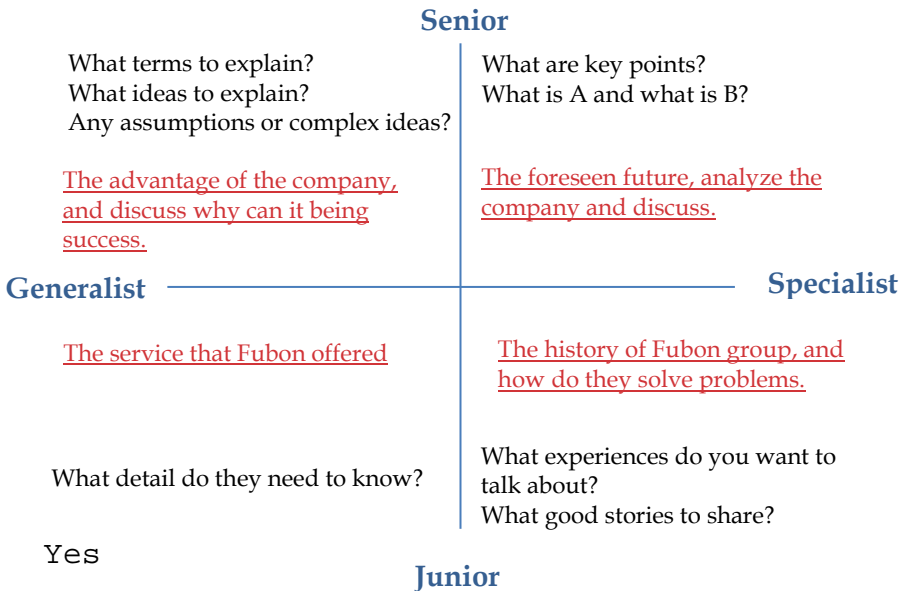 Senior
What terms to explain?
What ideas to explain?
Any assumptions or complex ideas?
What are key points?
What is A and what is B?
The advantage of the company,
and discuss why can it being
success.
The foreseen future, analyze the
company and discuss.
Generalist
Specialist
The service that Fubon offered
The history of Fubon group, and
how do they solve problems.
What detail do they need to know?
What experiences do you want to
talk about?
What good stories to share?
Yes
Junior